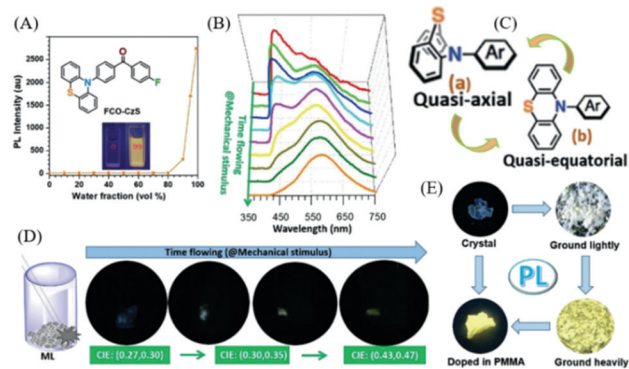 (A)
PL Intensity (au)
2500
2000
1500
1000
500
0
0 20 40 60 80 100
Water fraction (vol %)
O
N
S
F
FCO-CzS
0
99
(B)
Time flowing
@Mechanical stimulus
350 450 550 650 750
Wavelength (nm)
(C)
S
N
Ar
(a)
Quasi-axial
S
N
Ar
(b)
Quasi-equatorial
(D)
Time flowing (@Mechanical stimulus)
ML
CIE: (0.27,0.30)
CIE: (0.30,0.35)
CIE: (0.43,0.47)
(E)
Crystal
Ground lightly
PL
Doped in PMMA
Ground heavily